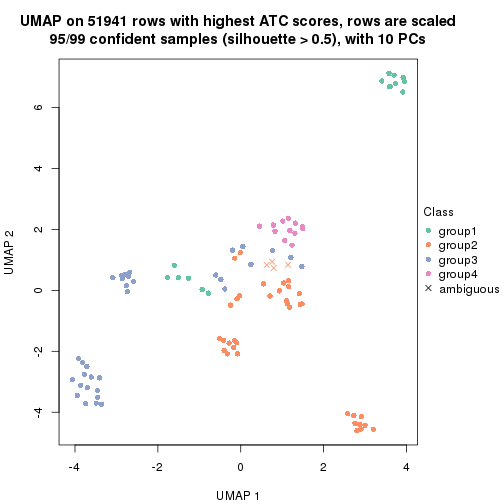 UMAP on 51941 rows with highest ATC scores, rows are scaled
95/99 confident samples (silhouette > 0.5), with 10 PCs
6
4
2
0
-2
-4
UMAP 2
-4
-2
0
2
4
UMAP 1
Class
group1
group2
group3
group4
ambiguous